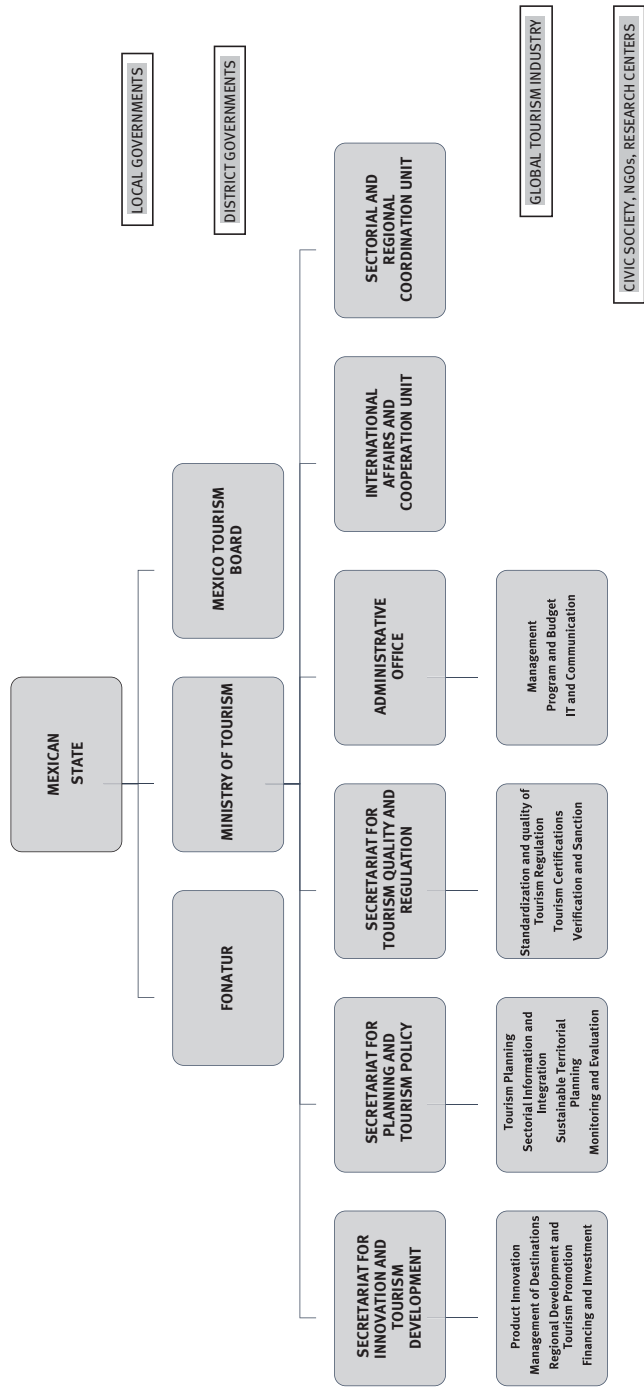 MEXICAN
STATE
LOCAL GOVERNMENTS
FONATUR
MINISTRY OF TOURISM
MEXICO TOURISM
BOARD
DISTRICT GOVERNMENTS
SECRETARIAT FOR
INNOVATION AND
TOURISM
DEVELOPMENT
SECRETARIAT FOR
PLANNING AND
TOURISM POLICY
SECRETARIAT FOR
TOURISM QUALITY AND
REGULATION
ADMINISTRATIVE
OFFICE
INTERNATIONAL
AFFAIRS AND
COOPERATION UNIT
SECTORIAL AND
REGIONAL
COORDINATION UNIT
Product Innovation
Management of Destinations
Regional Development and
Tourism Promotion
Financing and Investment
Tourism Planning
Sectorial Information and
Integration
Sustainable Territorial
Planning
Monitoring and Evaluation
Standardization and quality of
Tourism Regulation
Tourism Certifications
Verification and Sanction
Management
Program and Budget
IT and Communication
GLOBAL TOURISM INDUSTRY
CIVIC SOCIETY, NGOs, RESEARCH CENTERS